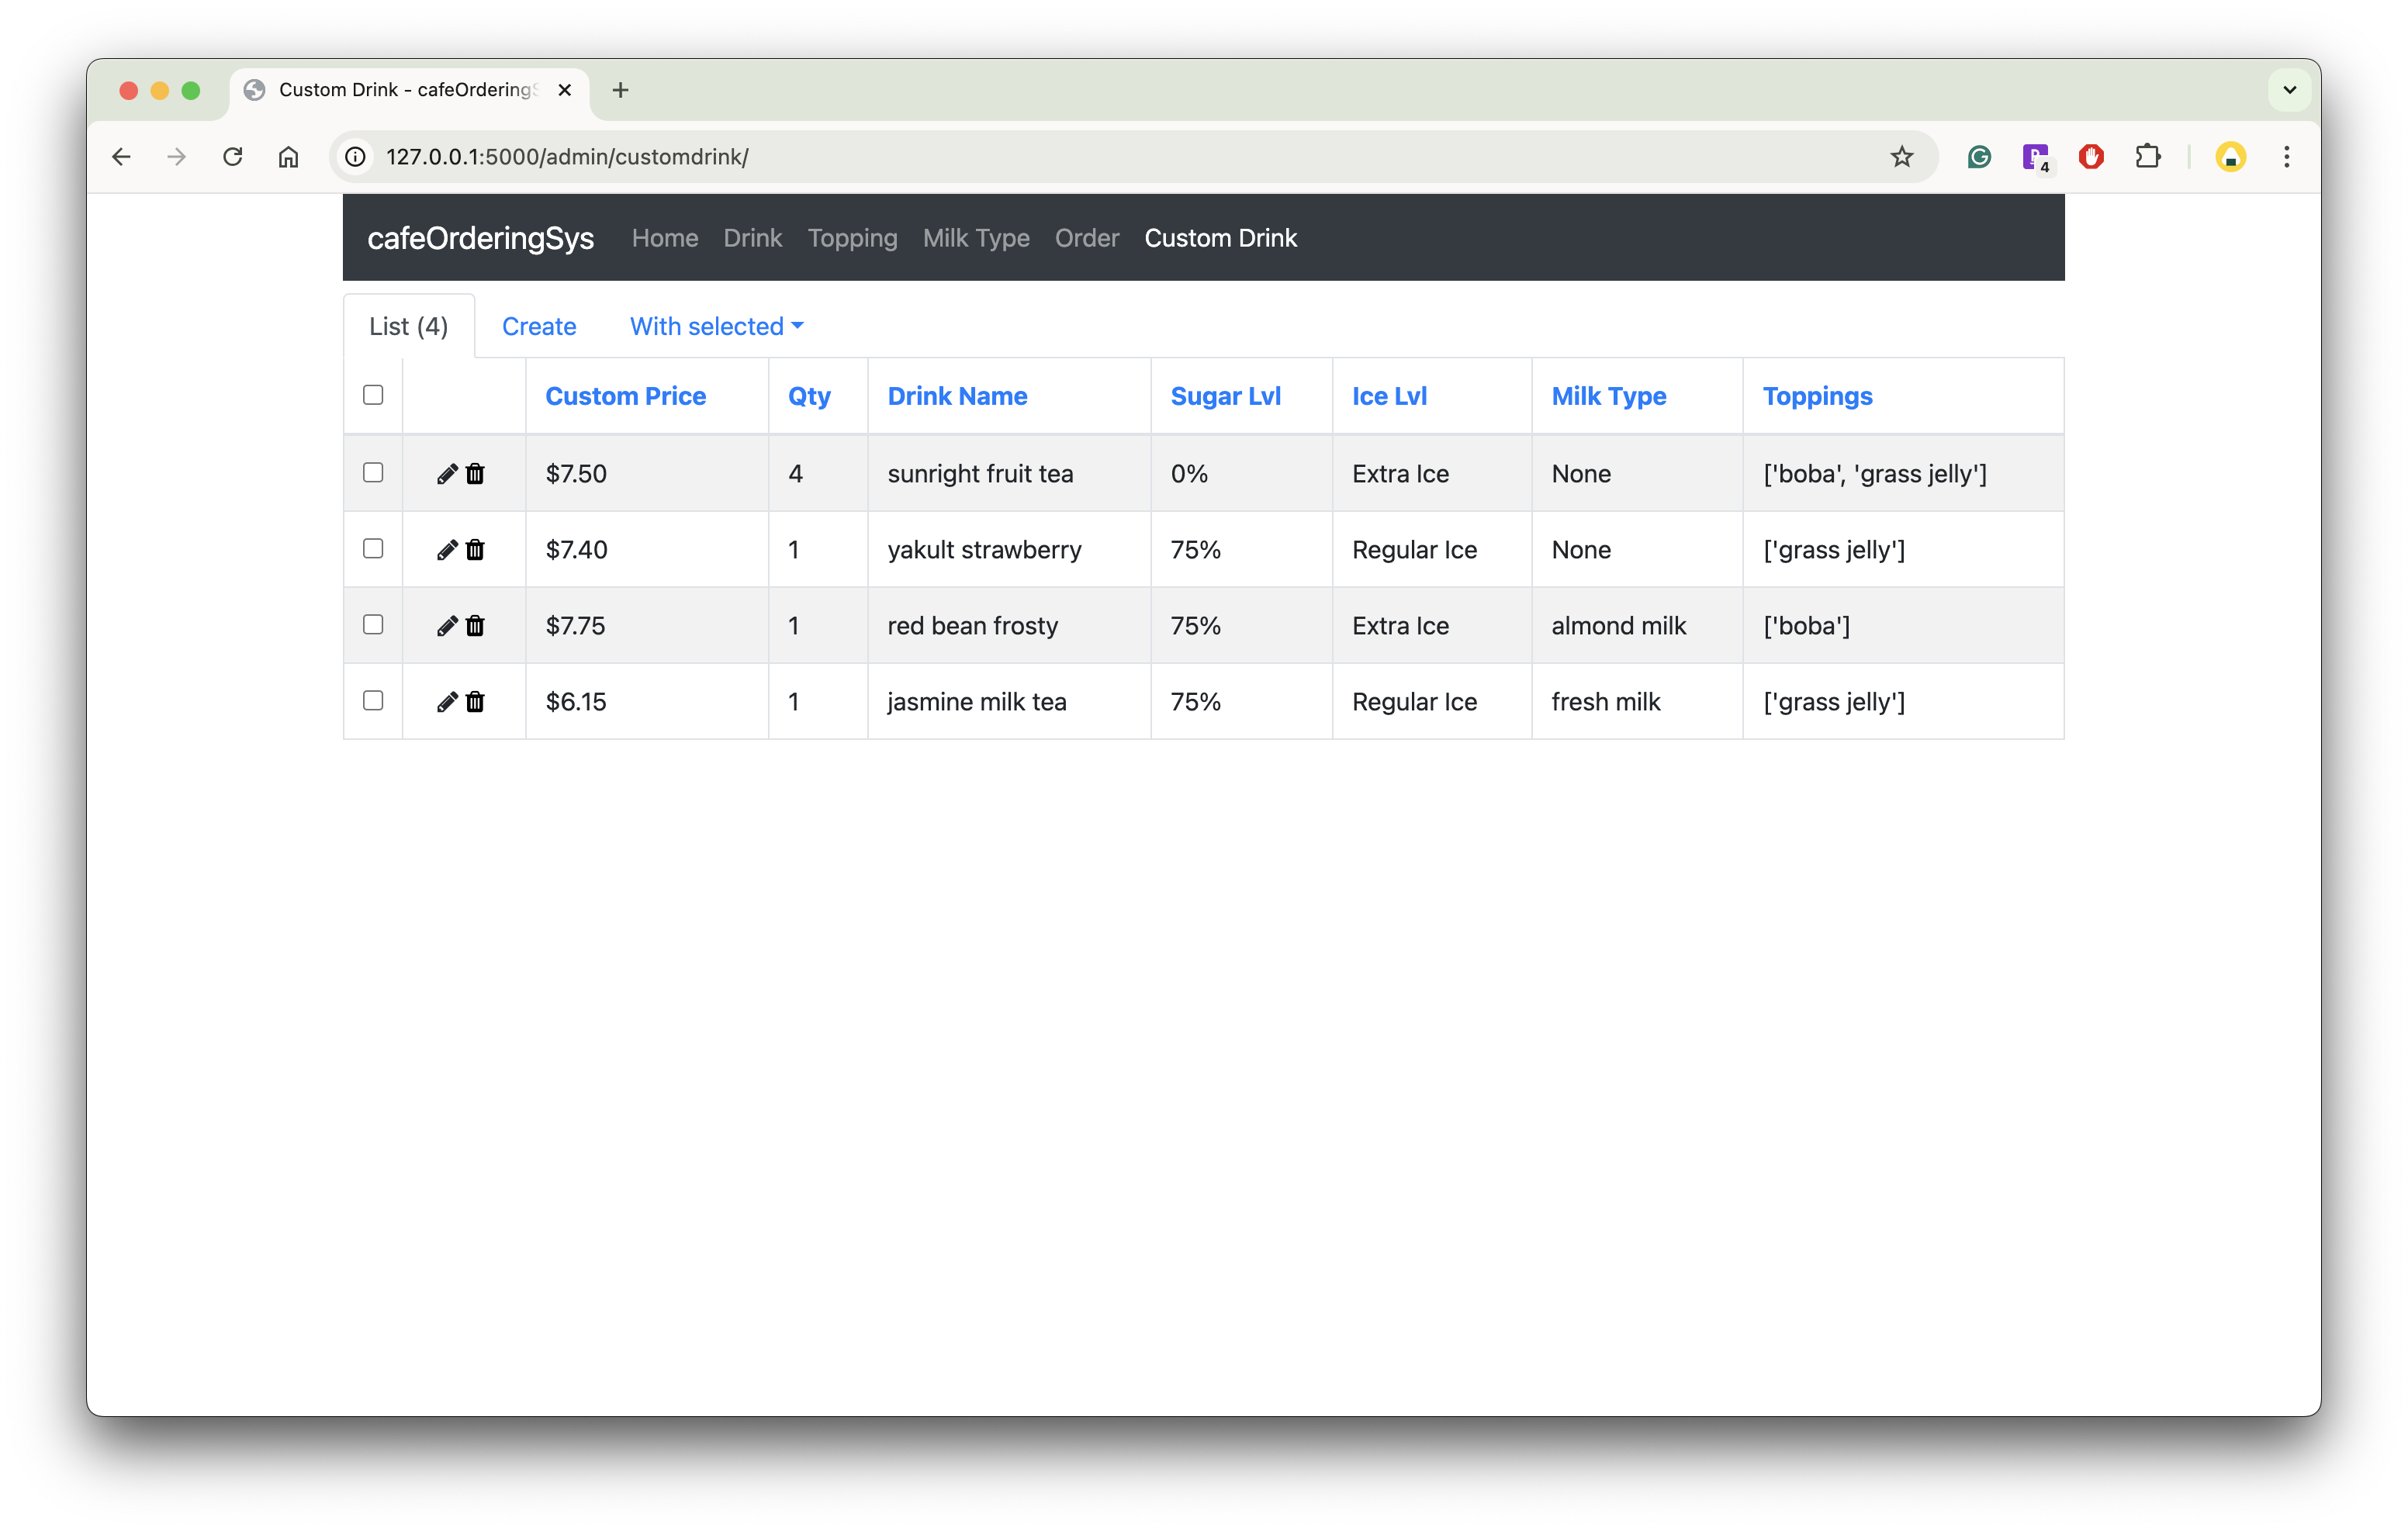 Custom Drink - cafeOrdering
127.0.0.1:5000/admin/customdrink/
4
cafeOrderingSys Home Drink Topping Milk Type Order Custom Drink
List (4) Create With selected
Custom Price Qty Drink Name Sugar Lvl Ice Lvl Milk Type Toppings
$7.50 4 sunright fruit tea 0% Extra Ice None ['boba', 'grass jelly']
$7.40 1 yakult strawberry 75% Regular Ice None ['grass jelly']
$7.75 1 red bean frosty 75% Extra Ice almond milk ['boba']
$6.15 1 jasmine milk tea 75% Regular Ice fresh milk ['grass jelly']